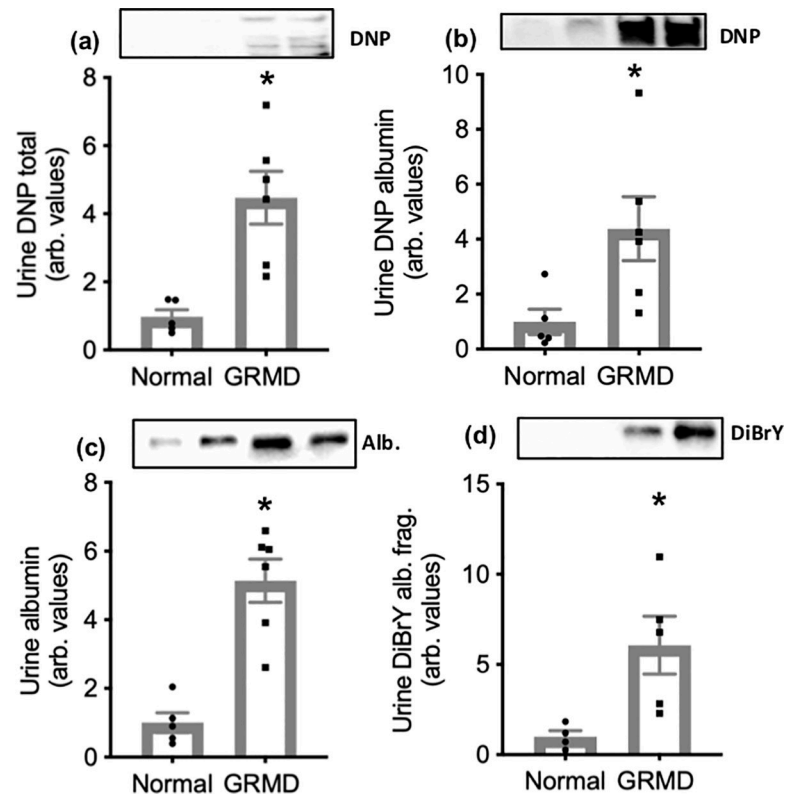 (a)
DNP
*
Urine DNP total
(arb. values)
8
6
4
2
0
Normal GRMD
(b)
DNP
*
Urine DNP albumin
(arb. values)
10
8
6
4
2
0
Normal GRMD
(c)
Alb.
*
Urine albumin
(arb. values)
8
6
4
2
0
Normal GRMD
(d)
DiBrY
*
Urine DiBrY alb. frag.
(arb. values)
15
10
5
0
Normal GRMD